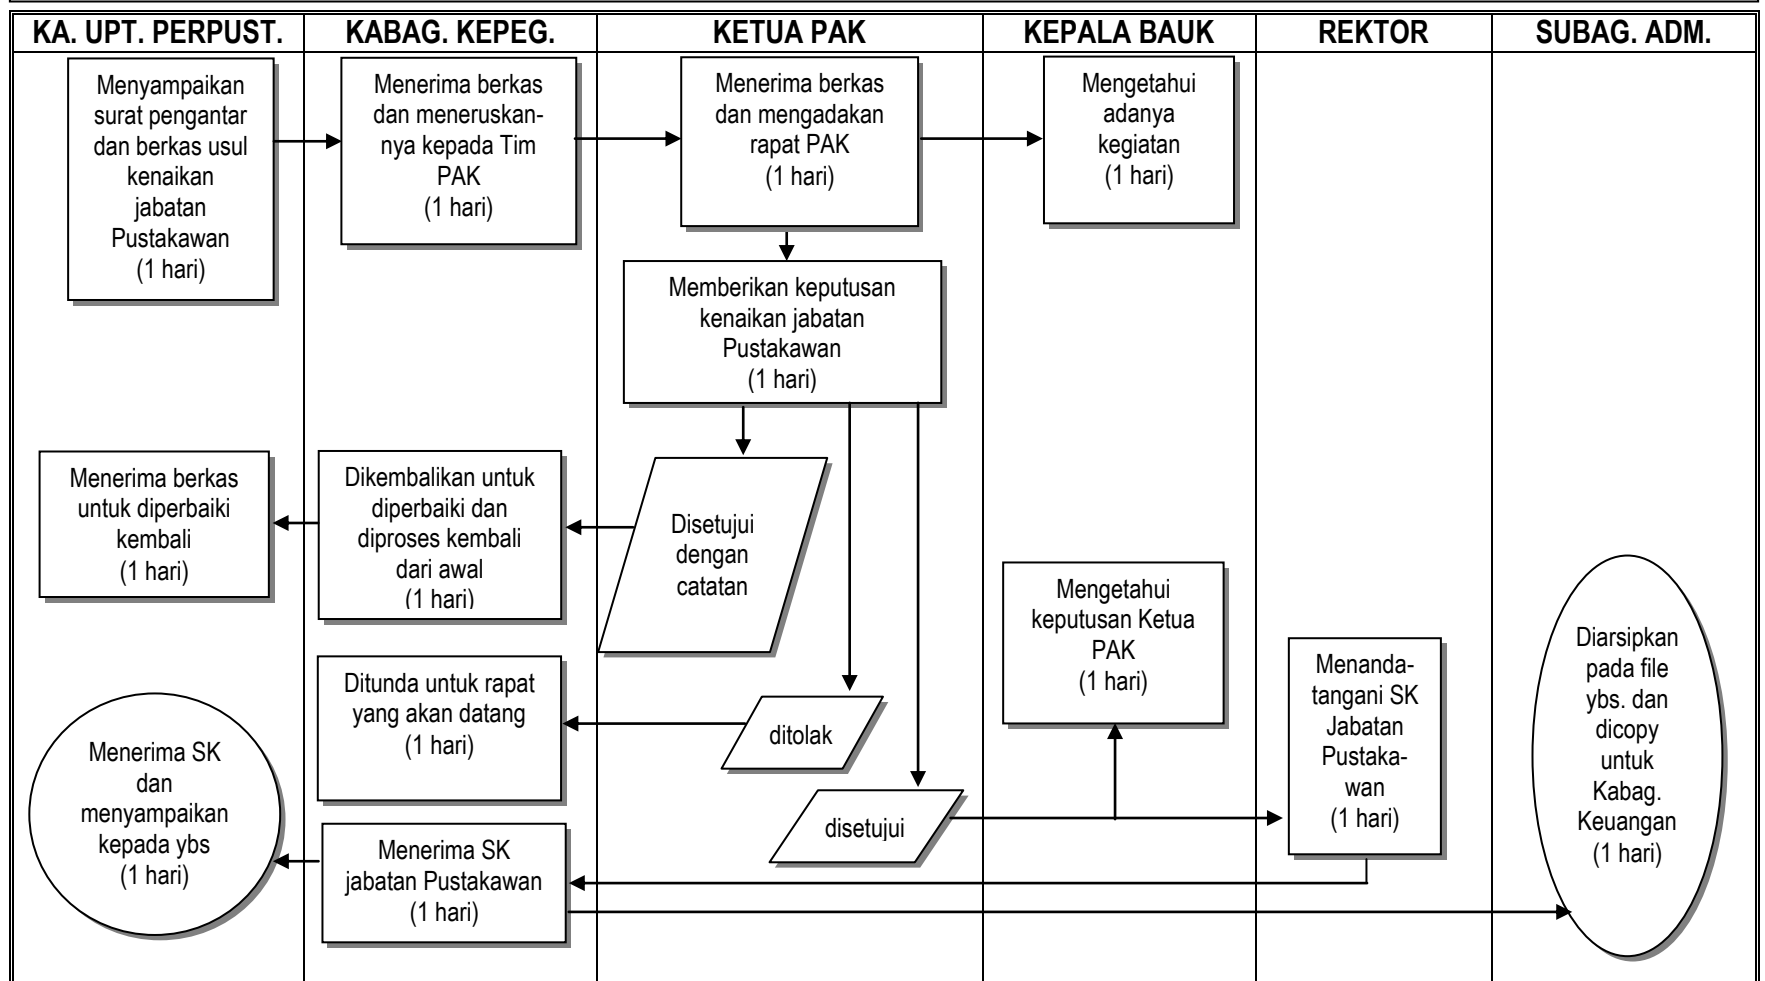 KA. UPT. PERPUST.
KABAG. KEPEG.
KETUA PAK
KEPALA BAUK
REKTOR
SUBAG. ADM.
Menyampaikan
surat pengantar
dan berkas usul
kenaikan
jabatan
Pustakawan
(1 hari)
Menerima berkas
dan meneruskan-
nya kepada Tim
PAK
(1 hari)
Menerima berkas
dan mengadakan
rapat PAK
(1 hari)
Mengetahui
adanya
kegiatan
(1 hari)
Memberikan keputusan
kenaikan jabatan
Pustakawan
(1 hari)
Menerima berkas
untuk diperbaiki
kembali
(1 hari)
Dikembalikan untuk
diperbaiki dan
diproses kembali
dari awal
(1 hari)
Disetujui
dengan
catatan
Mengetahui
keputusan Ketua
PAK
(1 hari)
Menanda-
tangani SK
Jabatan
Pustaka-
wan
(1 hari)
Diarsipkan
pada file
ybs. dan
dicopy
untuk
Kabag.
Keuangan
(1 hari)
Ditunda untuk rapat
yang akan datang
(1 hari)
ditolak
Menerima SK
dan
menyampaikan
kepada ybs
(1 hari)
disetujui
Menerima SK
jabatan Pustakawan
(1 hari)